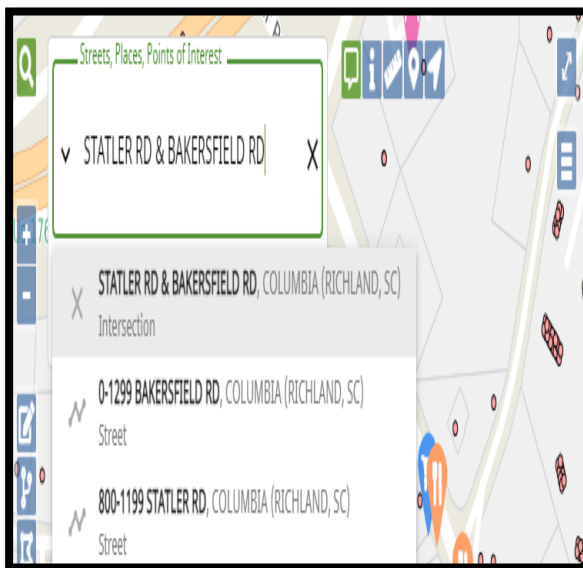 Streets, Places, Points of Interest
STATLER RD & BAKERSFIELD RD
STATLER RD & BAKERSFIELD RD, COLUMBIA (RICHLAND, SC)
Intersection
0-1299 BAKERSFIELD RD, COLUMBIA (RICHLAND, SC)
Street
800-1199 STATLER RD, COLUMBIA (RICHLAND, SC)
Street